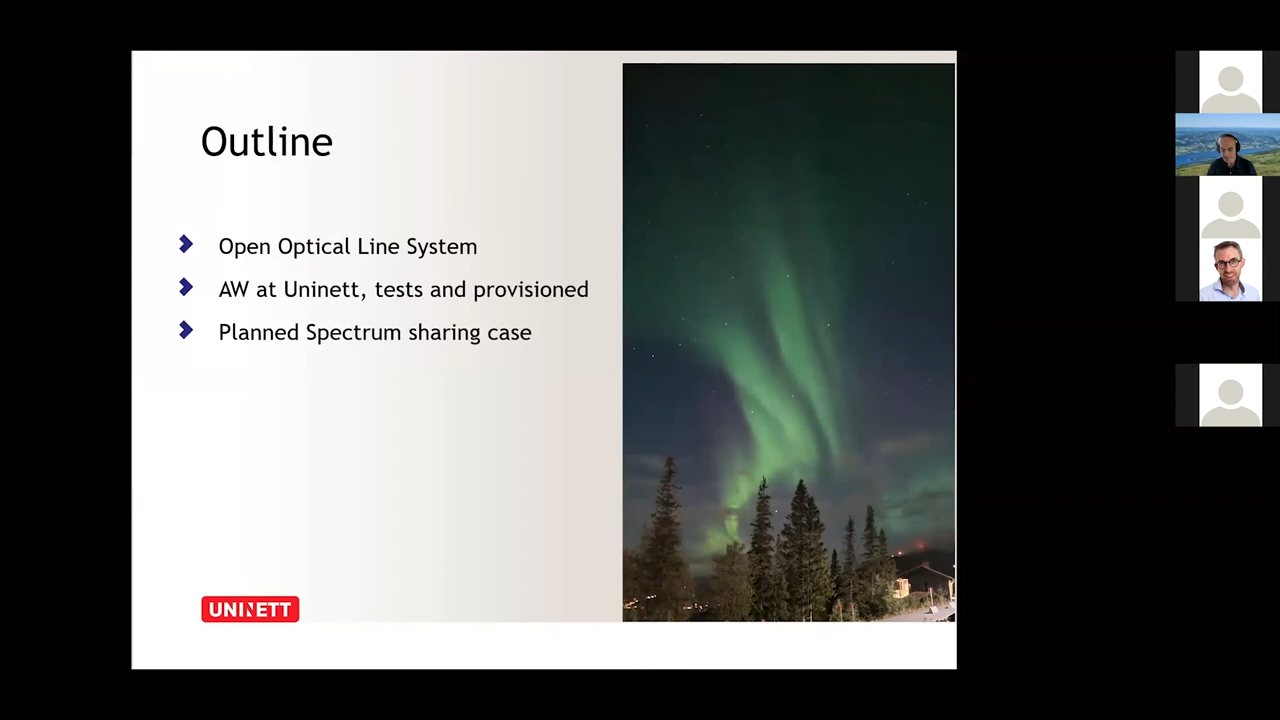 Outline
Open Optical Line System
AW at Uninett, tests and provisioned
Planned Spectrum sharing case
UNINETT